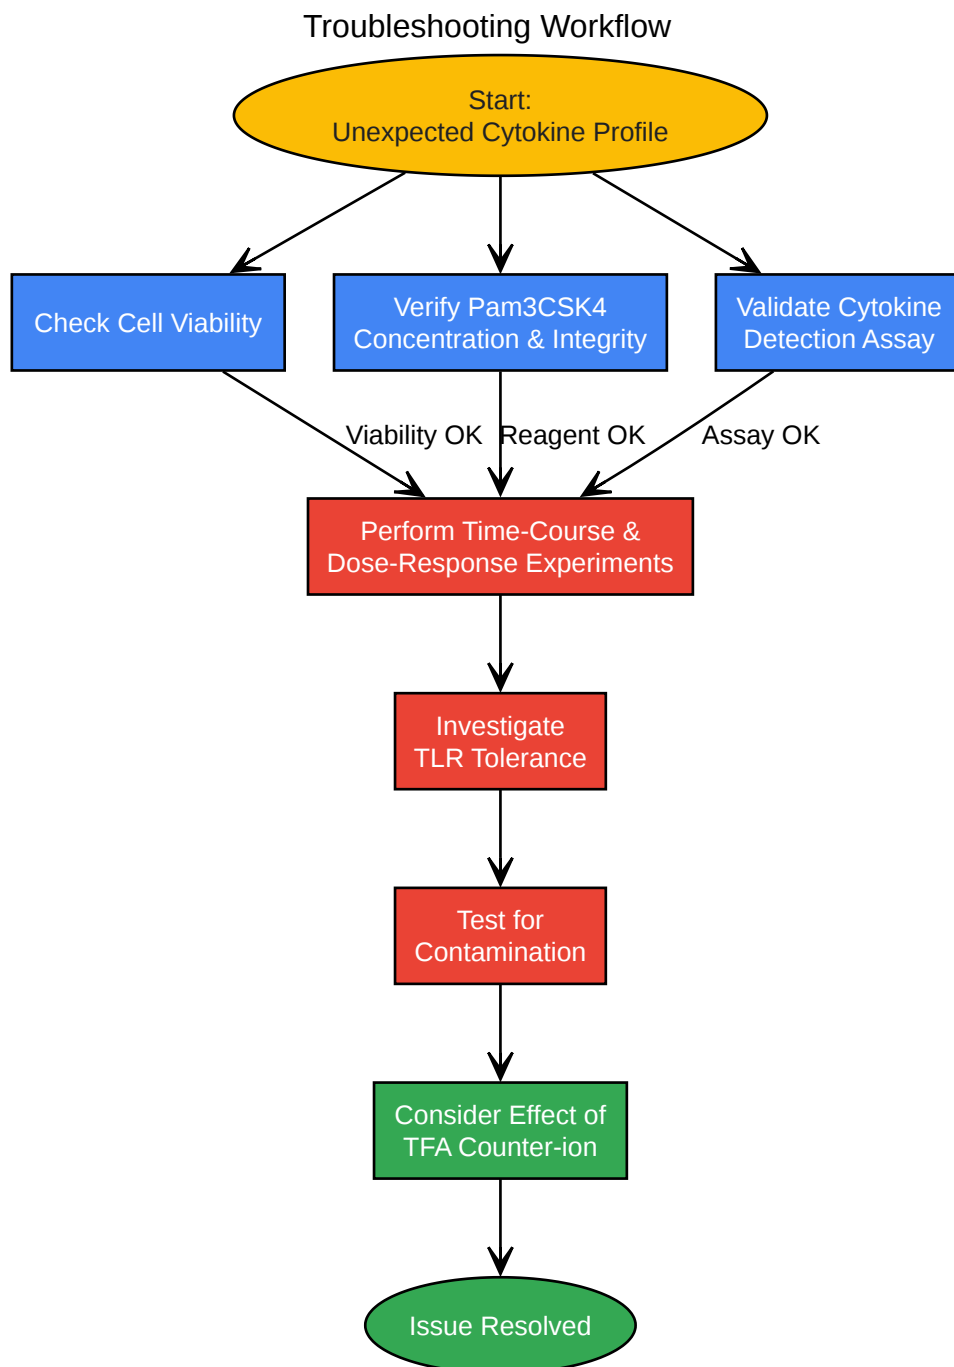 Troubleshooting Workflow
Start:
Unexpected Cytokine Profile
Check Cell Viability
Verify Pam3CSK4
Concentration & Integrity
Validate Cytokine
Detection Assay
Viability OK
Reagent OK
Assay OK
Perform Time-Course &
Dose-Response Experiments
Investigate
TLR Tolerance
Test for
Contamination
Consider Effect of
TFA Counter-ion
Issue Resolved